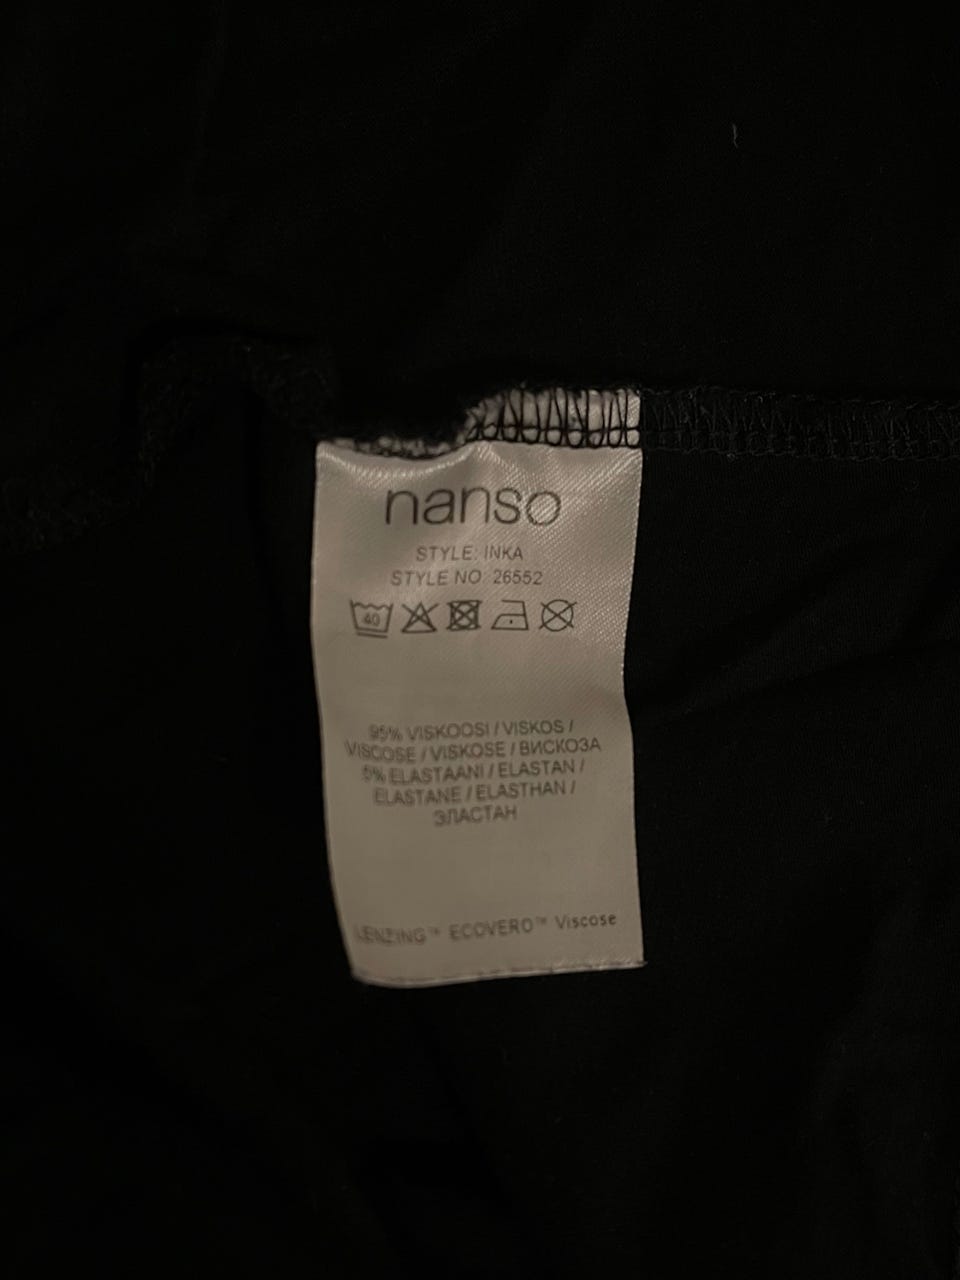 nanso
STYLE: INKA
STYLE NO: 26552
40
95% VISKOOSI / VISKOS /
VISCOSE / VISKOSE / ВИСКОЗА
5% ELASTAANI / ELASTAN /
ELASTANE / ELASTHAN /
ЭЛАСТАН
LENZING™ ECOVERO™ Viscose